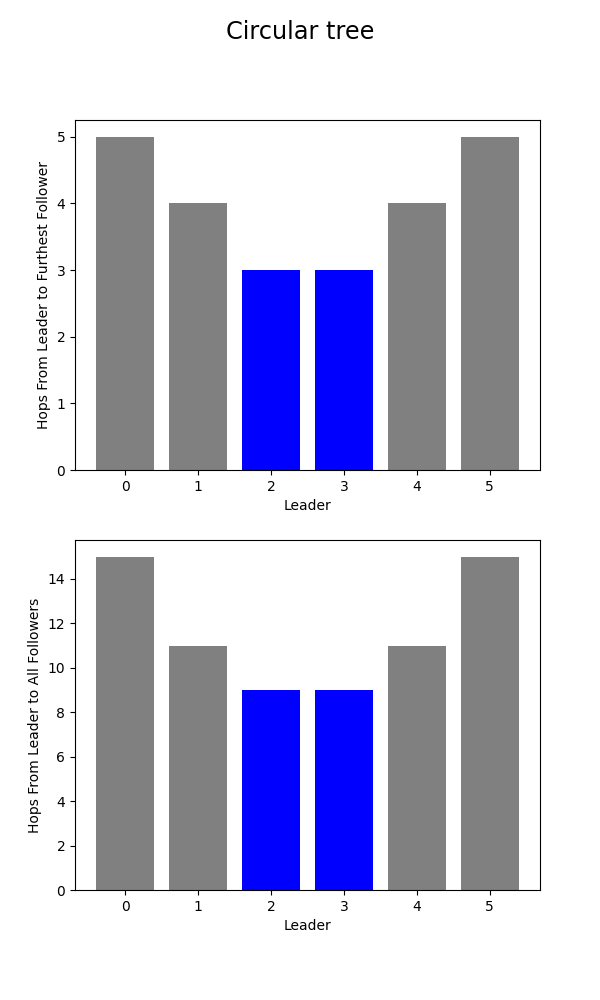 Circular tree
Hops From Leader to Furthest Follower
5
4
3
2
1
0
0 1 2 3 4 5
Leader
Hops From Leader to All Followers
14
12
10
8
6
4
2
0
0 1 2 3 4 5
Leader